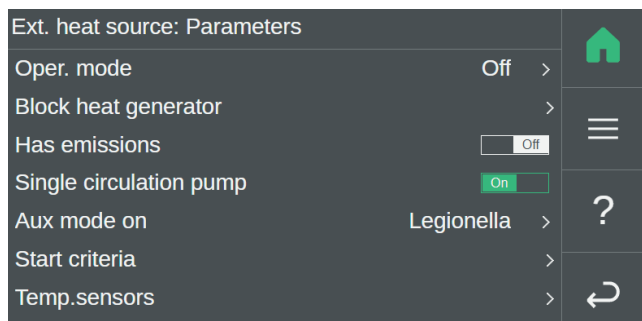 Ext. heat source: Parameters
Oper. mode Off >
Block heat generator >
Has emissions Off
Single circulation pump On
Aux mode on Legionella >
Start criteria >
Temp.sensors >
?